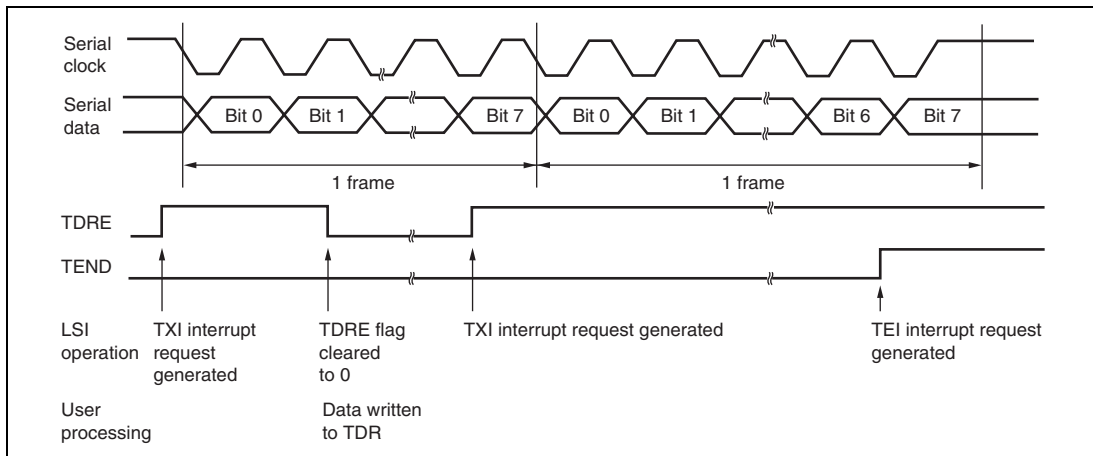 Serial
clock
Serial
data
Bit 0
Bit 1
Bit 7
Bit 0
Bit 1
Bit 6
Bit 7
1 frame
1 frame
TDRE
TEND
LSI
operation
TXI interrupt
request
generated
TDRE flag
cleared
to 0
TXI interrupt request generated
TEI interrupt request
generated
User
processing
Data written
to TDR